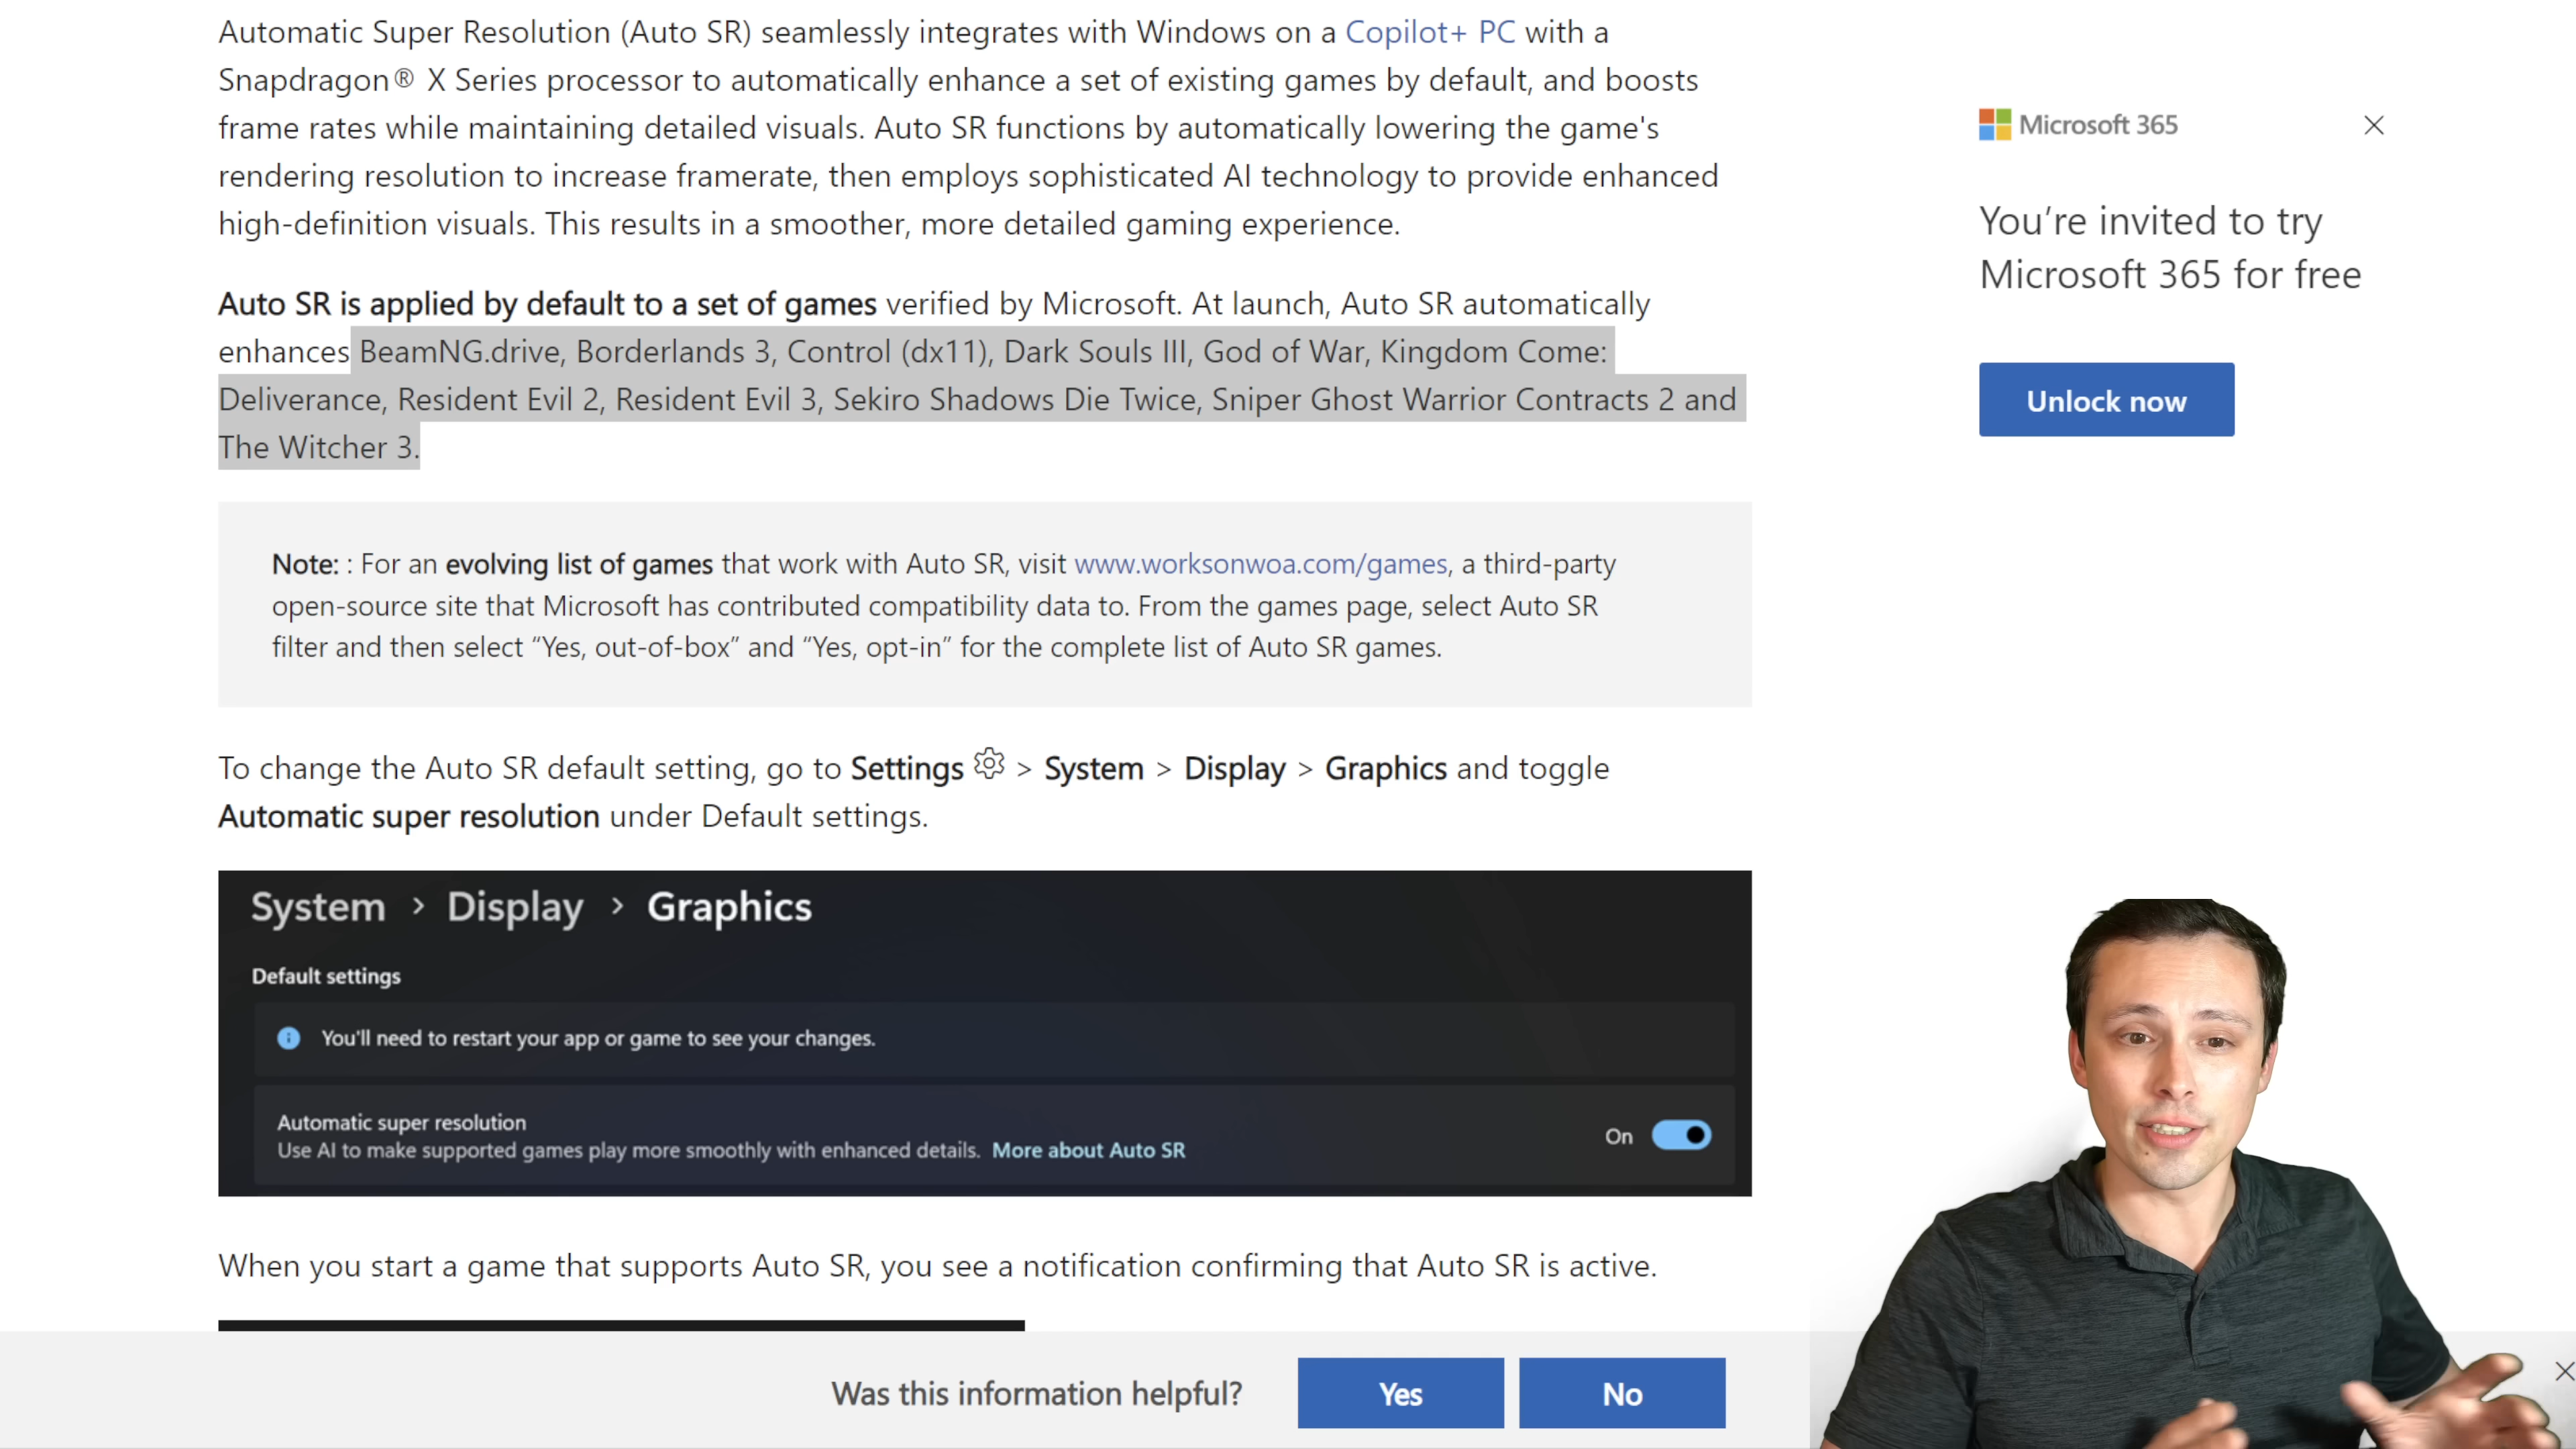 Automatic Super Resolution (Auto SR) seamlessly integrates with Windows on a Copilot+ PC with a
Snapdragon® X Series processor to automatically enhance a set of existing games by default, and boosts
frame rates while maintaining detailed visuals. Auto SR functions by automatically lowering the game's
rendering resolution to increase framerate, then employs sophisticated AI technology to provide enhanced
high-definition visuals. This results in a smoother, more detailed gaming experience.
Auto SR is applied by default to a set of games verified by Microsoft. At launch, Auto SR automatically
enhances BeamNG.drive, Borderlands 3, Control (dx11), Dark Souls III, God of War, Kingdom Come:
Deliverance, Resident Evil 2, Resident Evil 3, Sekiro Shadows Die Twice, Sniper Ghost Warrior Contracts 2 and
The Witcher 3.
Note: : For an evolving list of games that work with Auto SR, visit www.worksonwoa.com/games, a third-party
open-source site that Microsoft has contributed compatibility data to. From the games page, select Auto SR
filter and then select “Yes, out-of-box” and “Yes, opt-in” for the complete list of Auto SR games.
To change the Auto SR default setting, go to Settings > System > Display > Graphics and toggle
Automatic super resolution under Default settings.
System > Display > Graphics
Default settings
You'll need to restart your app or game to see your changes.
Automatic super resolution
Use AI to make supported games play more smoothly with enhanced details. More about Auto SR
On
When you start a game that supports Auto SR, you see a notification confirming that Auto SR is active.
Was this information helpful?
Yes
No
Microsoft 365
You’re invited to try
Microsoft 365 for free
Unlock now